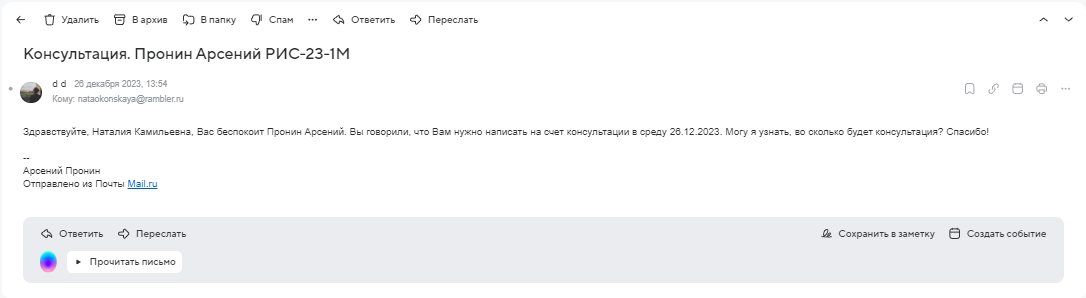 Удалить В архив В папку Спам ··· Ответить Переслать
Консультация. Пронин Арсений РИС-23-1М
d d 26 декабря 2023, 13:54
Кому: nataokonskaya@rambler.ru
Здравствуйте, Наталия Камильевна, Вас беспокоит Пронин Арсений. Вы говорили, что Вам нужно написать на счет консультации в среду 26.12.2023. Могу я узнать, во сколько будет консультация? Спасибо!
--
Арсений Пронин
Отправлено из Почты Mail.ru
Ответить Переслать Сохранить в заметку Создать событие
Прочитать письмо